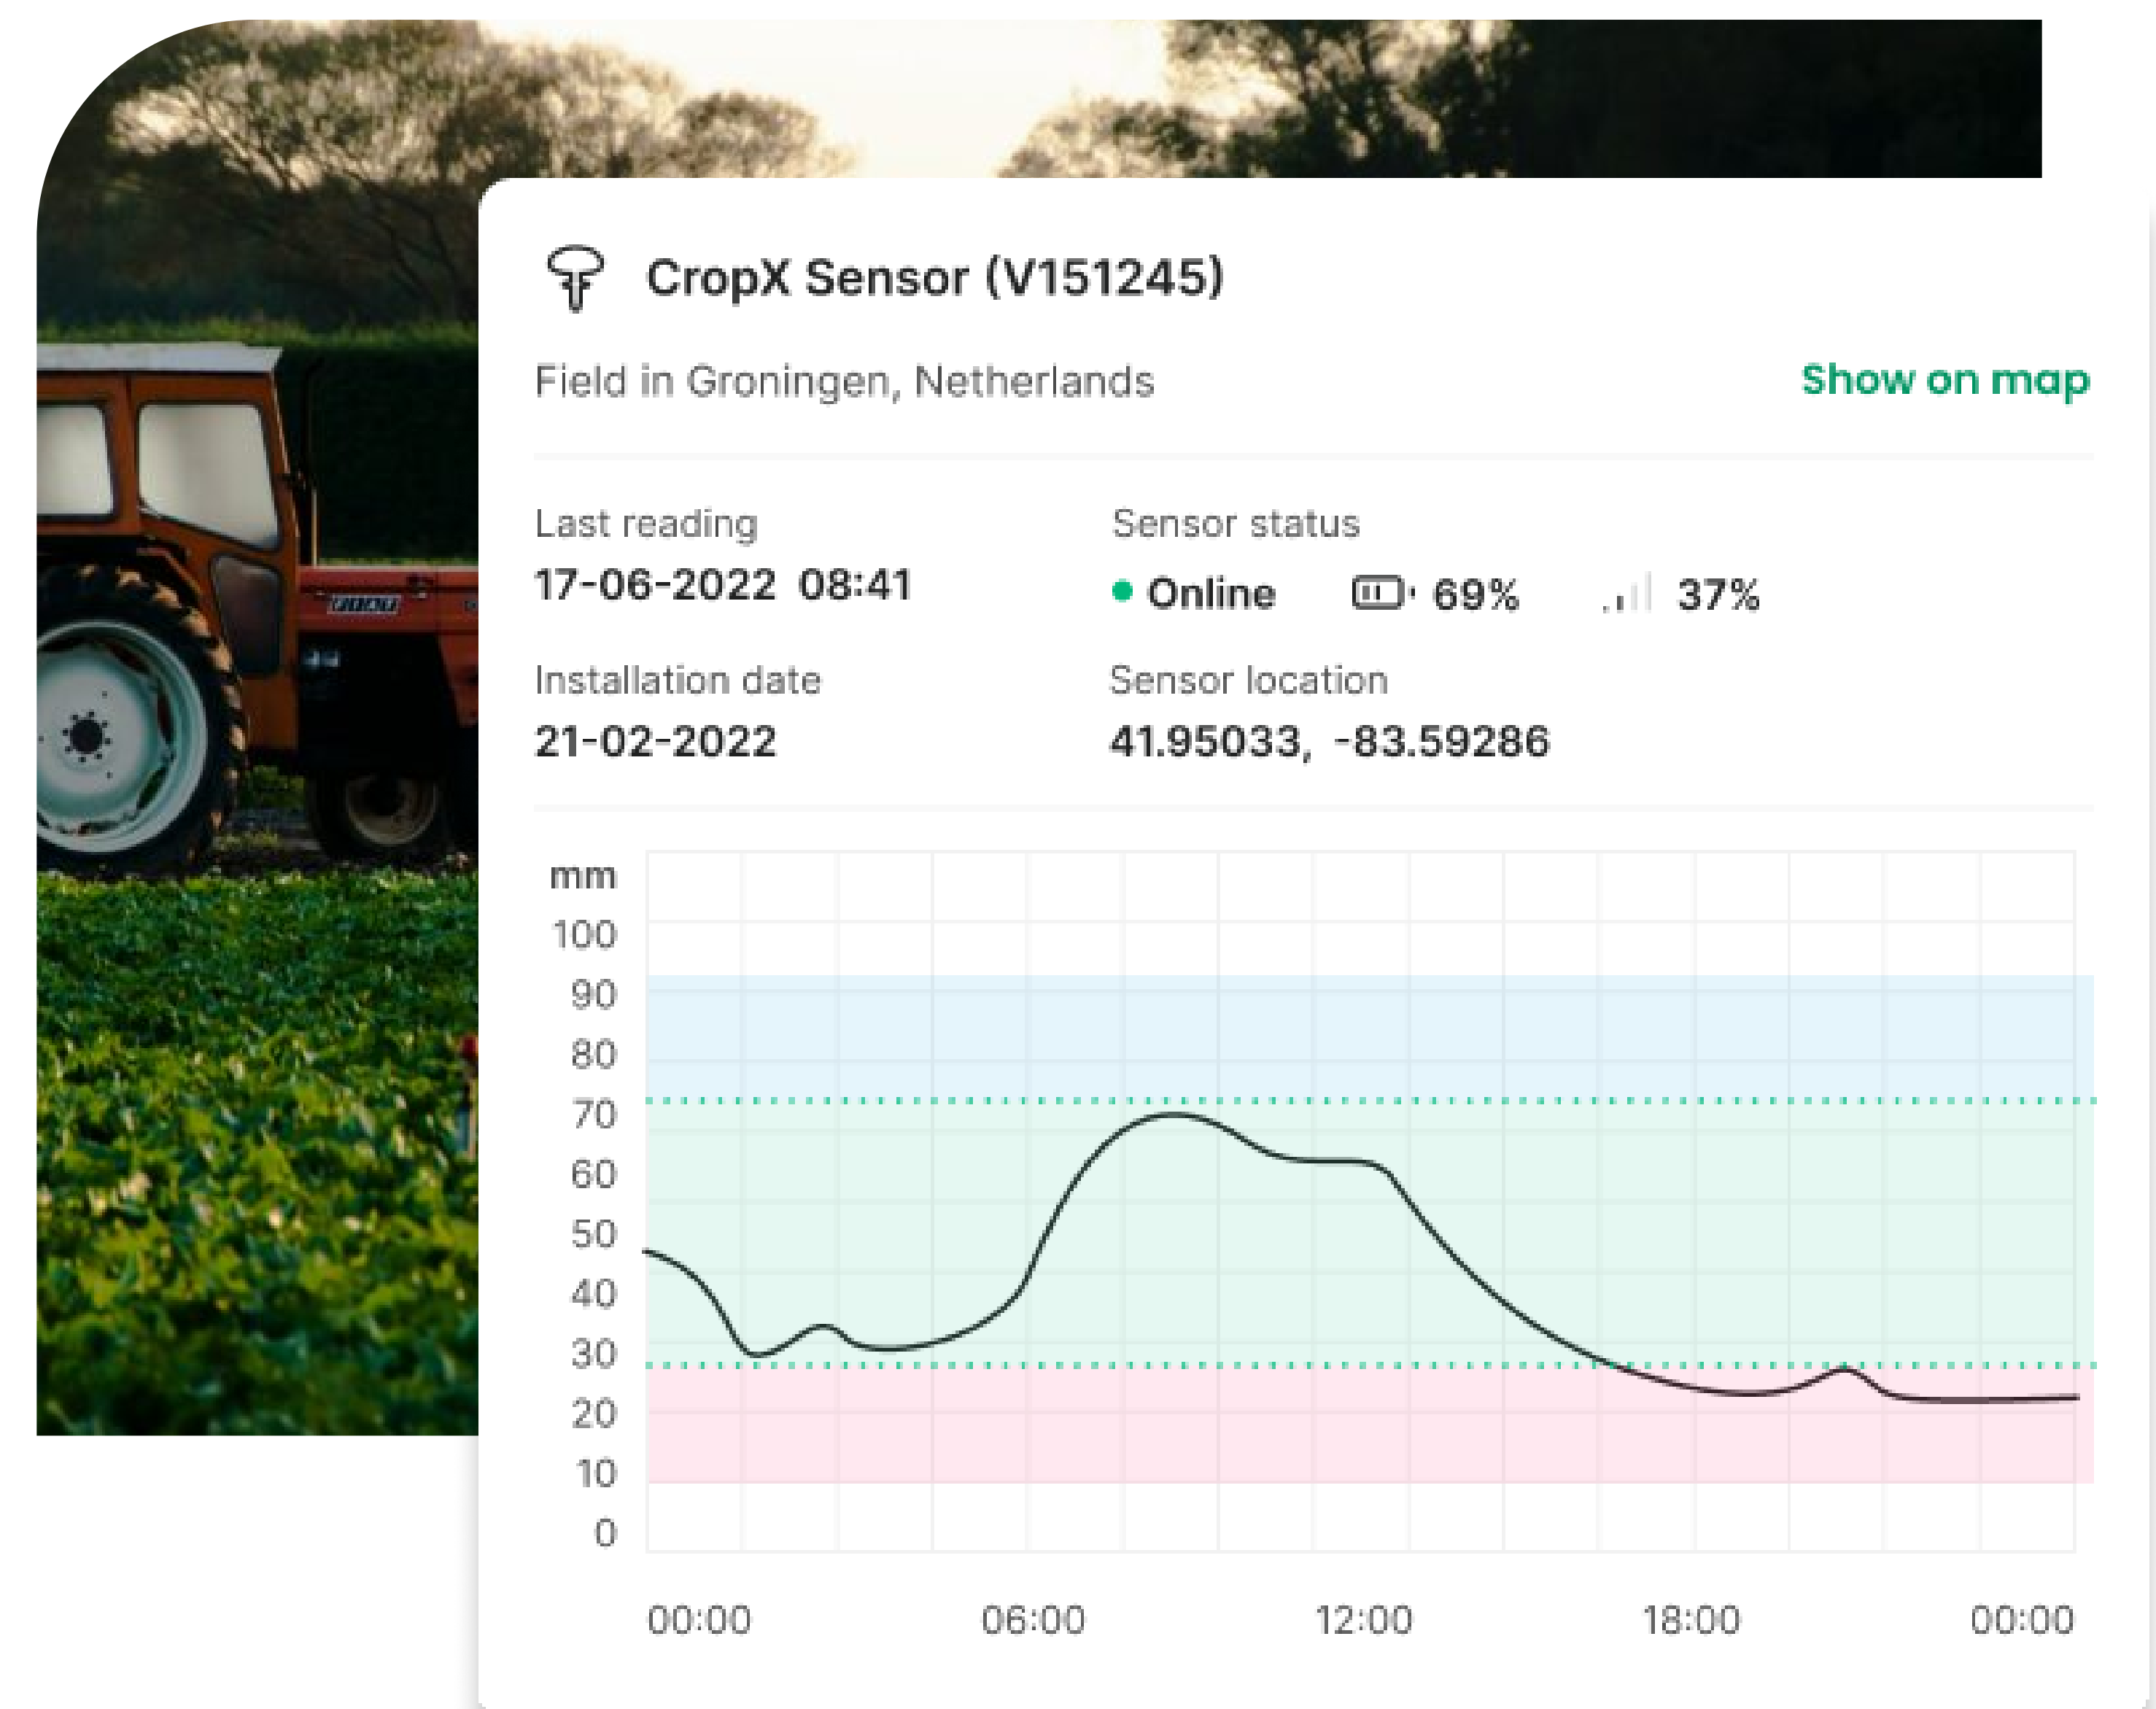 CropX Sensor (V151245)
Field in Groningen, Netherlands
Show on map
Last reading
17-06-2022 08:41
Sensor status
Online 69% 37%
Installation date
21-02-2022
Sensor location
41.95033, -83.59286
mm
100
90
80
70
60
50
40
30
20
10
0
00:00 06:00 12:00 18:00 00:00